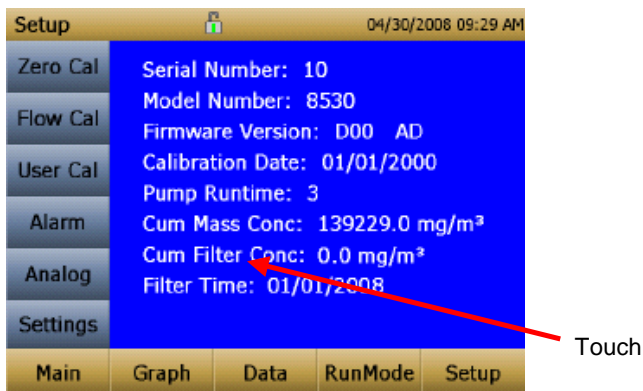 Setup 04/30/2008 09:29 AM
Zero Cal
Flow Cal
User Cal
Alarm
Analog
Settings
Serial Number: 10
Model Number: 8530
Firmware Version: D00 AD
Calibration Date: 01/01/2000
Pump Runtime: 3
Cum Mass Conc: 139229.0 mg/m³
Cum Filter Conc: 0.0 mg/m³
Filter Time: 01/01/2008
Touch
Main Graph Data RunMode Setup